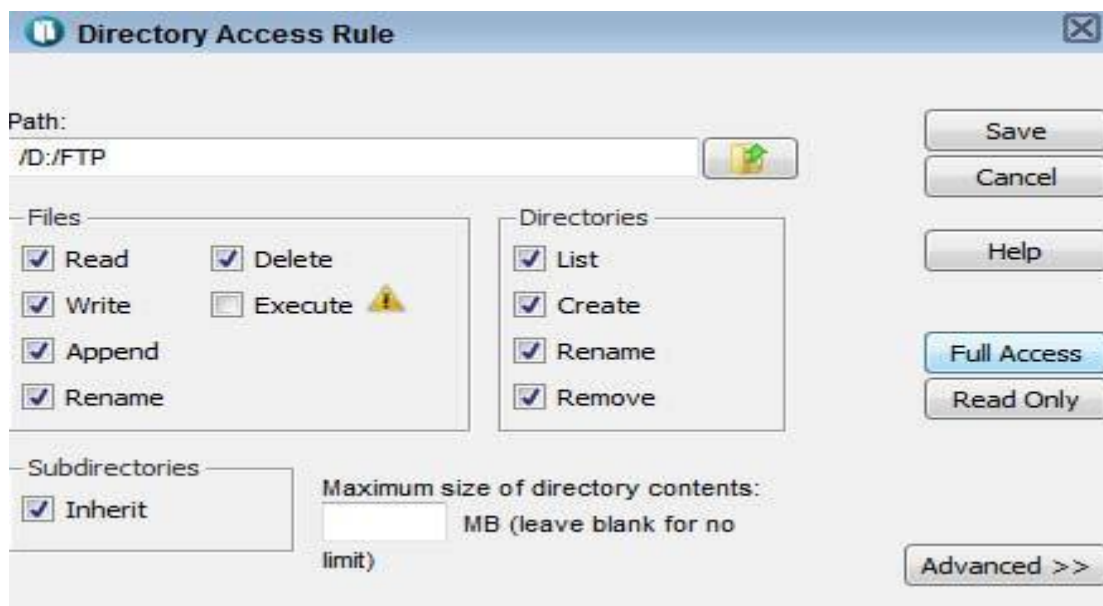 Directory Access Rule
Path:
/D:/FTP
Save
Cancel
Files
Directories
Read
Delete
List
Help
Write
Execute
Create
Append
Rename
Full Access
Rename
Remove
Read Only
Subdirectories
Inherit
Maximum size of directory contents:
MB (leave blank for no
limit)
Advanced >>